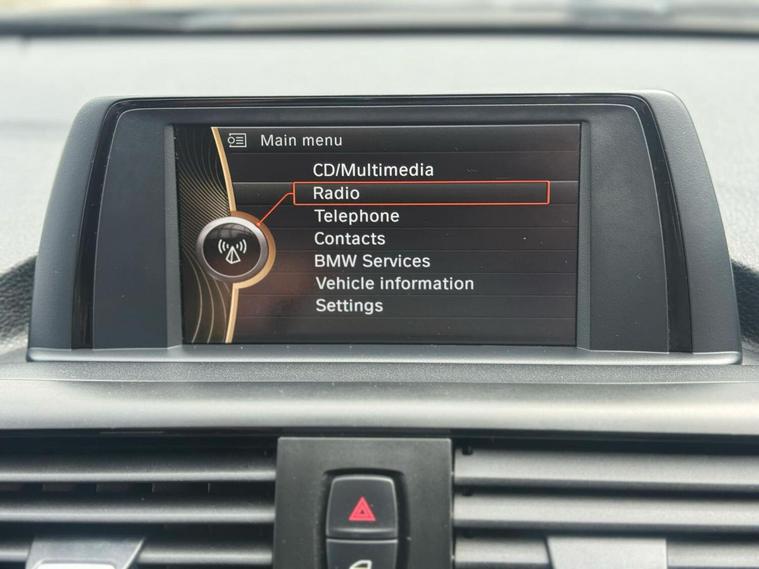 Main menu
CD/Multimedia
Radio
Telephone
Contacts
BMW Services
Vehicle information
Settings